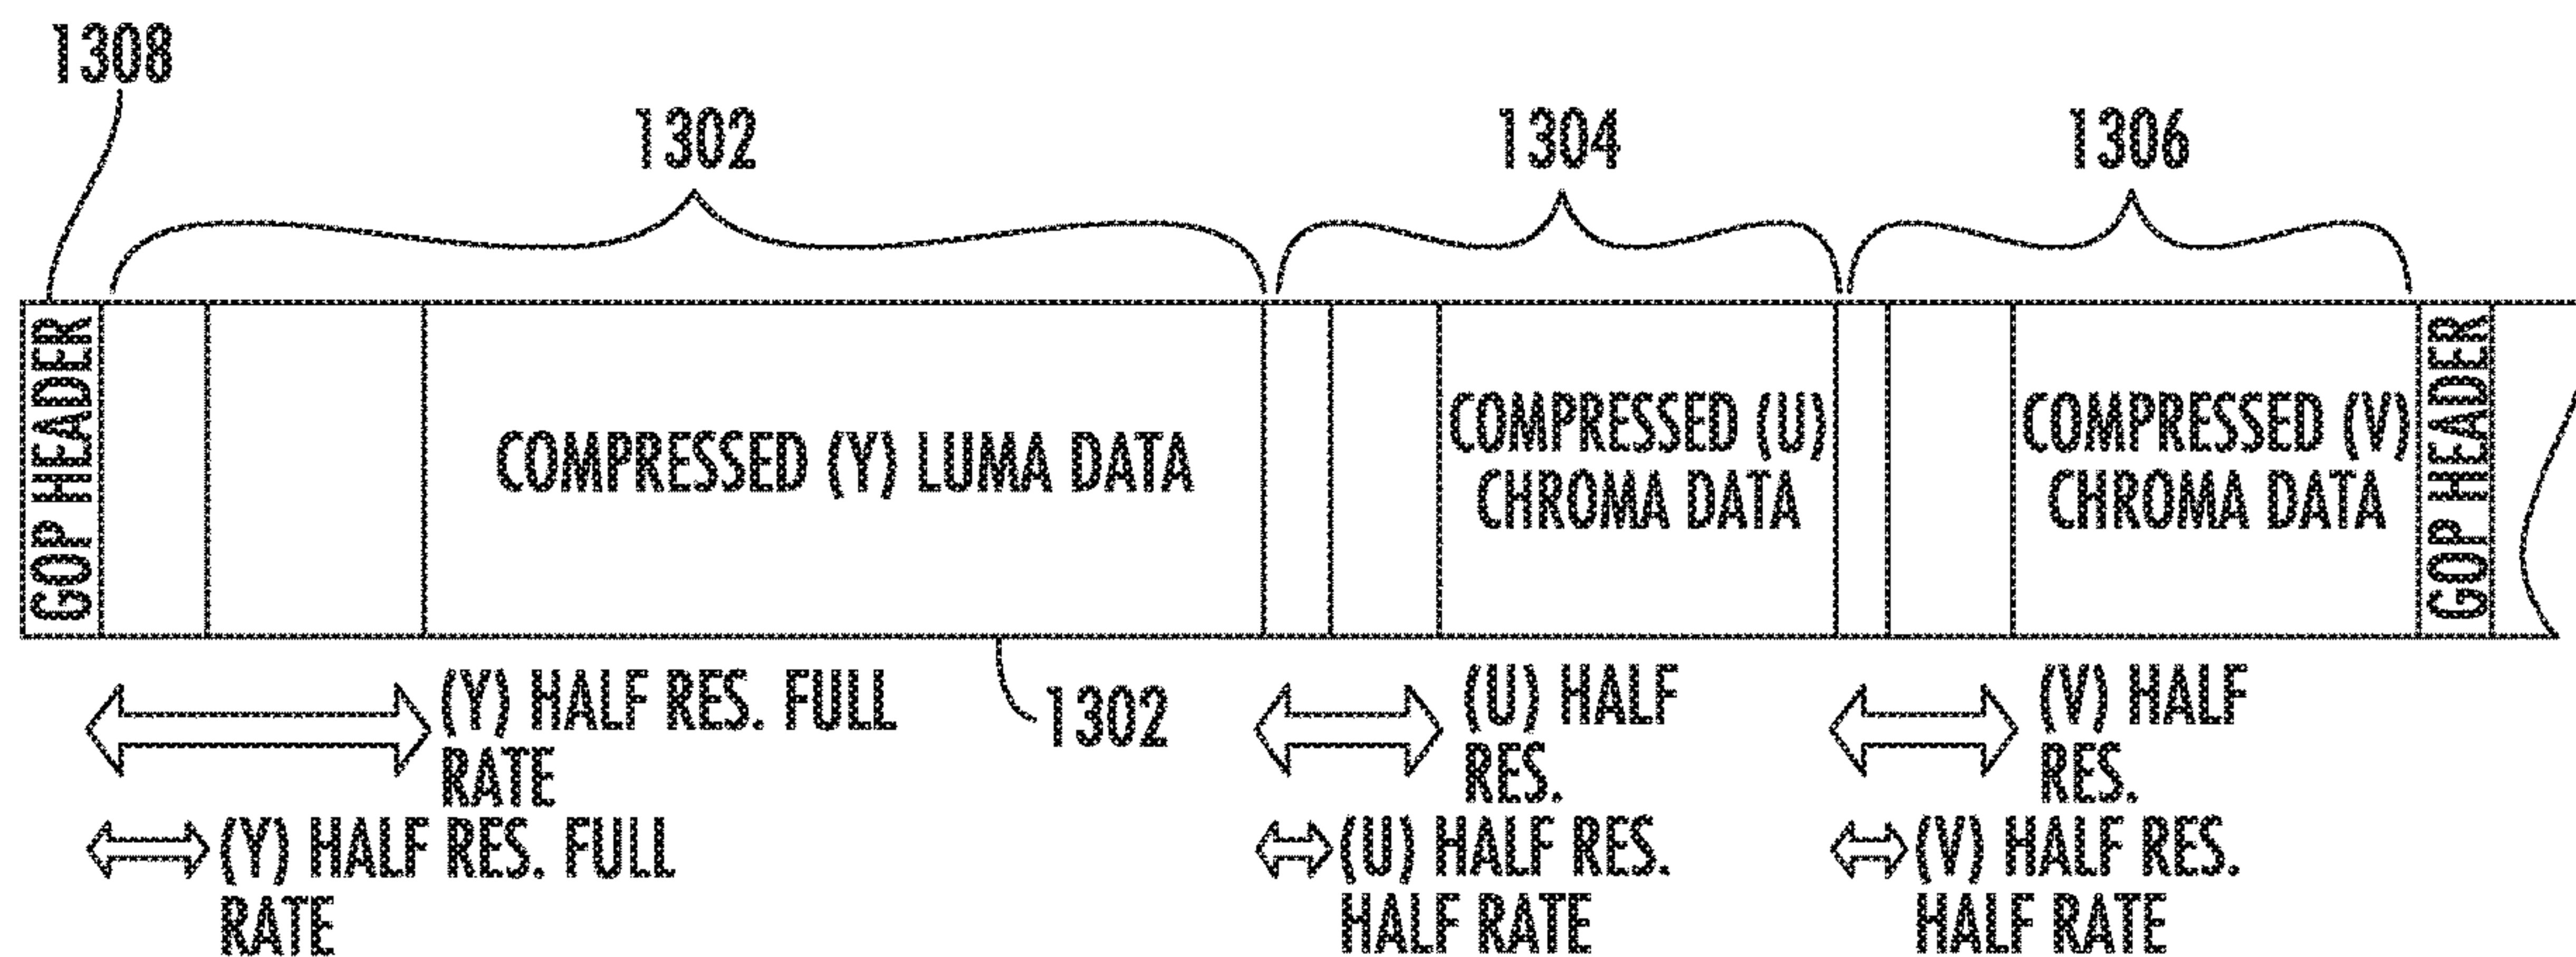 1308
1302
1304
1306
GOP HEADER
COMPRESSED (Y) LUMA DATA
COMPRESSED (U)
CHROMA DATA
COMPRESSED (V)
CHROMA DATA
GOP HEADER
(Y) HALF RES. FULL
RATE
1302
(U) HALF
RES.
(V) HALF
RES.
(Y) HALF RES. FULL
RATE
(U) HALF RES.
HALF RATE
(V) HALF RES.
HALF RATE